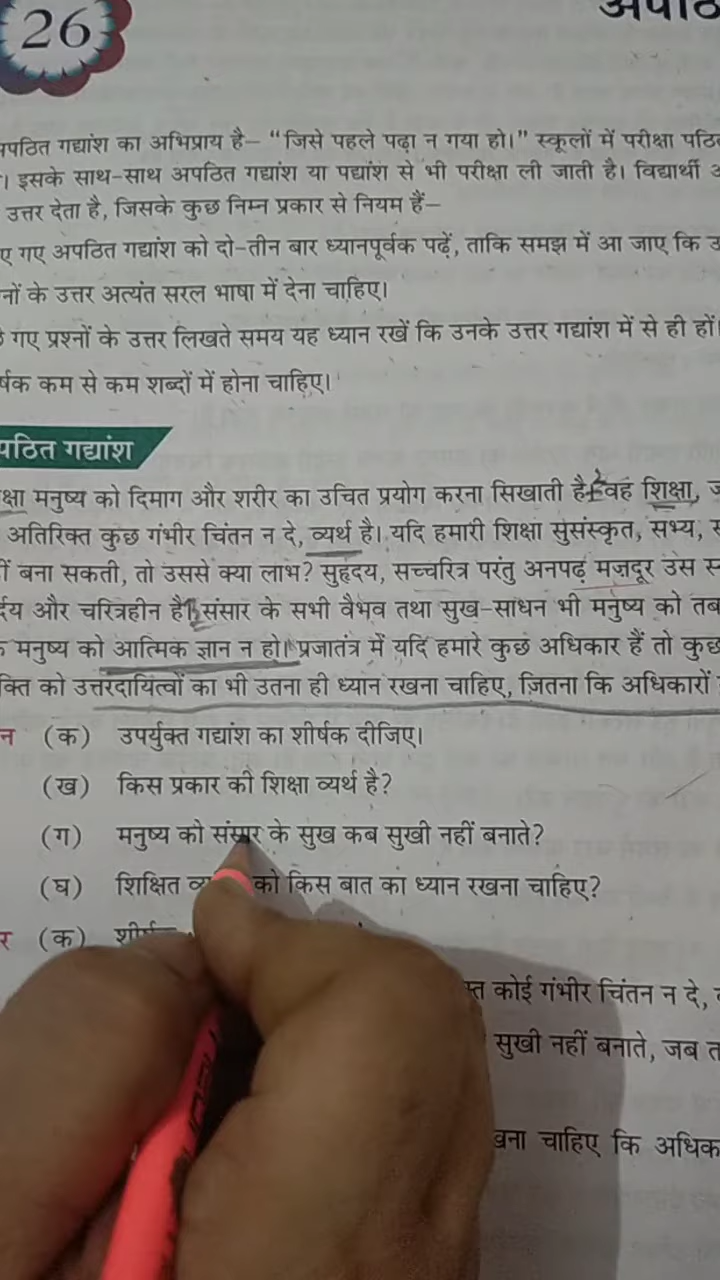 26
अपठि
अपठित गद्यांश का अभिप्राय है– “जिसे पहले पढ़ा न गया हो।” स्कूलों में परीक्षा पठि
। इसके साथ-साथ अपठित गद्यांश या पद्यांश से भी परीक्षा ली जाती है। विद्यार्थी
उत्तर देता है, जिसके कुछ निम्न प्रकार से नियम हैं–
ए गए अपठित गद्यांश को दो-तीन बार ध्यानपूर्वक पढ़ें, ताकि समझ में आ जाए कि
नों के उत्तर अत्यंत सरल भाषा में देना चाहिए।
गए प्रश्नों के उत्तर लिखते समय यह ध्यान रखें कि उनके उत्तर गद्यांश में से ही हों।
र्षक कम से कम शब्दों में होना चाहिए।
पठित गद्यांश
क्षा मनुष्य को दिमाग और शरीर का उचित प्रयोग करना सिखाती है। वह शिक्षा,
अतिरिक्त कुछ गंभीर चिंतन न दे, व्यर्थ है। यदि हमारी शिक्षा सुसंस्कृत, सभ्य,
बना सकती, तो उससे क्या लाभ? सुहृदय, सच्चरित्र परंतु अनपढ़ मज़दूर उस
र्दय और चरित्रहीन है। संसार के सभी वैभव तथा सुख-साधन भी मनुष्य को तब
मनुष्य को आत्मिक ज्ञान न हो। प्रजातंत्र में यदि हमारे कुछ अधिकार हैं तो कुछ
क्ति को उत्तरदायित्वों का भी उतना ही ध्यान रखना चाहिए, जितना कि अधिकारों
न (क) उपर्युक्त गद्यांश का शीर्षक दीजिए।
(ख) किस प्रकार की शिक्षा व्यर्थ है?
(ग) मनुष्य को संसार के सुख कब सुखी नहीं बनाते?
(घ) शिक्षित को किस बात का ध्यान रखना चाहिए?
र (क)
त कोई गंभीर चिंतन न दे,
सुखी नहीं बनाते, जब त
खना चाहिए कि अधिक